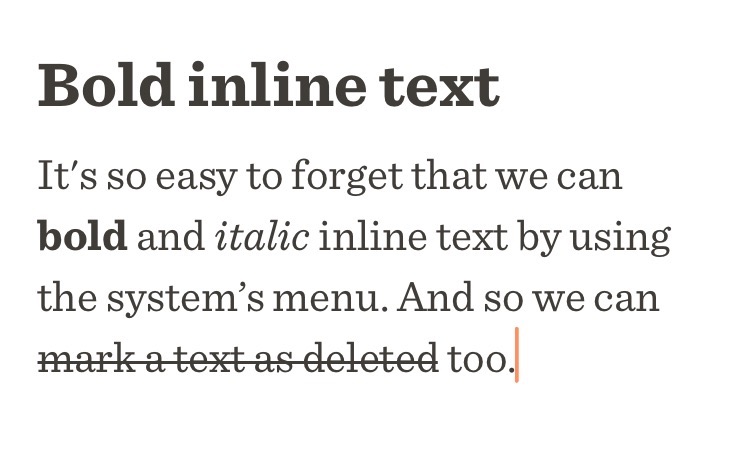 Bold inline text
It's so easy to forget that we can
bold and italic inline text by using
the system’s menu. And so we can
mark a text as deleted too.